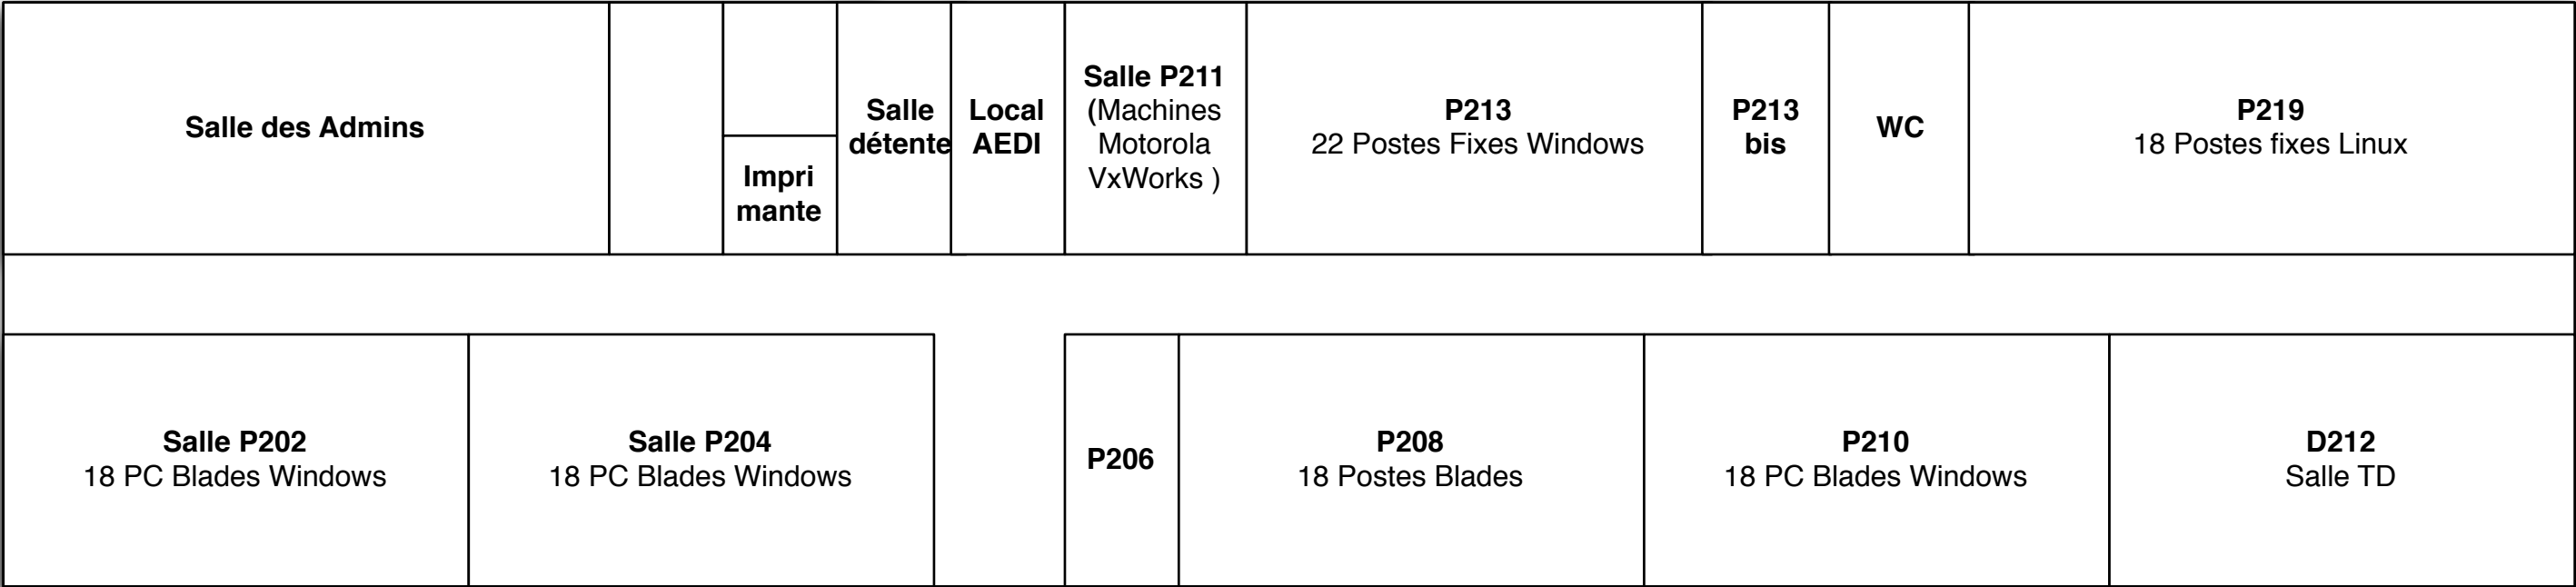 Salle des Admins
Impri
mante
Salle
détente
Local
AEDI
Salle P211
(Machines
Motorola
VxWorks )
P213
22 Postes Fixes Windows
P213
bis
WC
P219
18 Postes fixes Linux
Salle P202
18 PC Blades Windows
Salle P204
18 PC Blades Windows
P206
P208
18 Postes Blades
P210
18 PC Blades Windows
D212
Salle TD